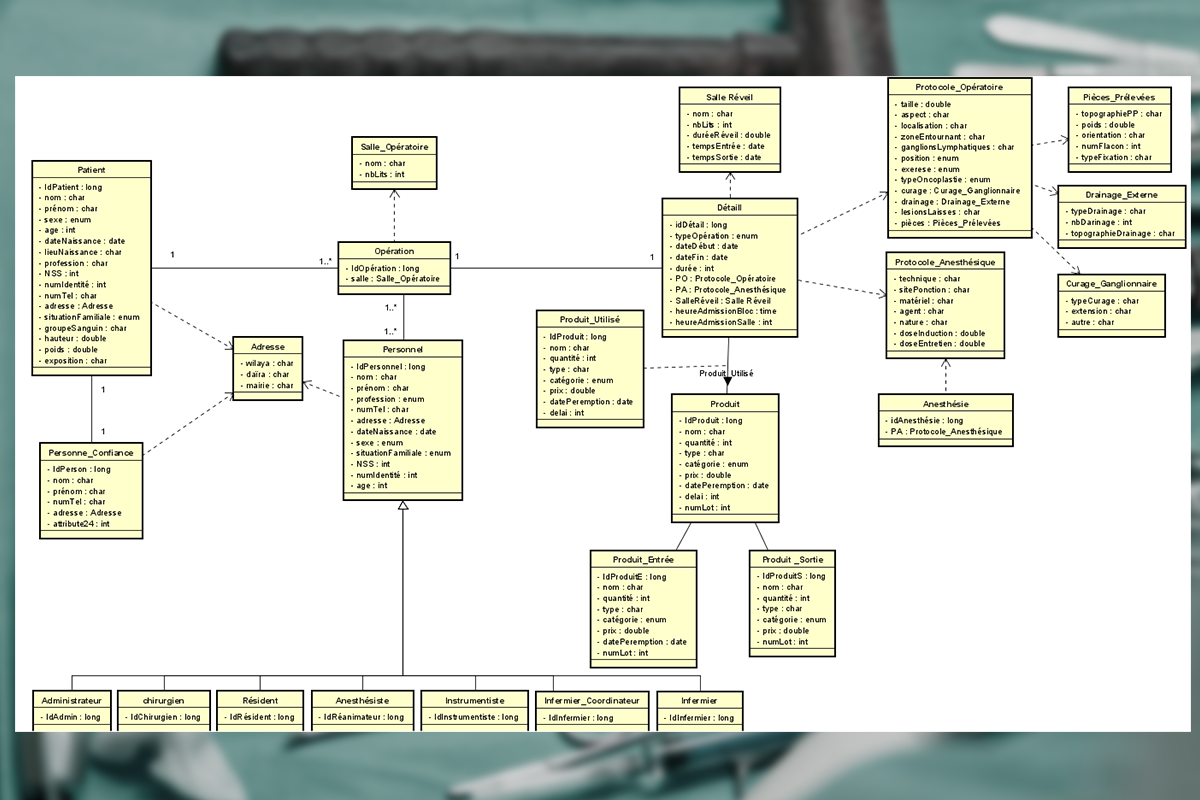 Patient
- IdPatient : long
- nom : char
- prénom : char
- sexe : enum
- age : int
- dateNaissance : date
- lieuNaissance : char
- profession : char
- NSS : int
- numIdentité : int
- numTel : char
- adresse : Adresse
- situationFamiliale : enum
- groupeSanguin : char
- hauteur : double
- poids : double
- exposition : char
1
1..*
1
1
Personne_Confiance
- IdPerson : long
- nom : char
- prénom : char
- numTel : char
- adresse : Adresse
- attribute24 : int
Adresse
- wilaya : char
- daïra : char
- mairie : char
Salle_Opératoire
- nom : char
- nbLits : int
Opération
- IdOpération : long
- salle : Salle_Opératoire
1
1
1..*
1..*
Personnel
- IdPersonnel : long
- nom : char
- prénom : char
- profession : enum
- numTel : char
- adresse : Adresse
- dateNaissance : date
- sexe : enum
- situationFamiliale : enum
- NSS : int
- numIdentité : int
- age : int
Salle Réveil
- nom : char
- nbLits : int
- duréeRéveil : double
- tempsEntrée : date
- tempsSortie : date
Détaill
- idDétail : long
- typeOpération : enum
- dateDébut : date
- dateFin : date
- durée : int
- PO : Protocole_Opératoire
- PA : Protocole_Anesthésique
- SalleRéveil : Salle Réveil
- heureAdmissionBloc : time
- heureAdmissionSalle : int
Produit_Utilisé
- IdProduit : long
- nom : char
- quantité : int
- type : char
- catégorie : enum
- prix : double
- datePeremption : date
- delai : int
Produit_Utilisé
Produit
- IdProduit : long
- nom : char
- quantité : int
- type : char
- catégorie : enum
- prix : double
- datePeremption : date
- delai : int
- numLot : int
Produit_Entrée
- IdProduitE : long
- nom : char
- quantité : int
- type : char
- catégorie : enum
- prix : double
- datePeremption : date
- numLot : int
Produit _Sortie
- IdProduitS : long
- nom : char
- quantité : int
- type : char
- catégorie : enum
- prix : double
- numLot : int
Protocole_Opératoire
- taille : double
- aspect : char
- localisation : char
- zoneEntournant : char
- ganglionsLymphatiques : char
- position : enum
- exerese : enum
- typeOncoplastie : enum
- curage : Curage_Ganglionnaire
- drainage : Drainage_Externe
- lesionsLaisses : char
- pièces : Pièces_Prélevées
Pièces_Prélevées
- topographiePP : char
- poids : double
- orientation : char
- numFlacon : int
- typeFixation : char
Drainage_Externe
- typeDrainage : char
- nbDarinage : int
- topographieDrainage : char
Curage_Ganglionnaire
- typeCurage : char
- extension : char
- autre : char
Protocole_Anesthésique
- technique : char
- sitePonction : char
- matériel : char
- agent : char
- nature : char
- doseInduction : double
- doseEntretien : double
Anesthésie
- idAnesthésie : long
- PA : Protocole_Anesthésique
Administrateur
- IdAdmin : long
chirurgien
- IdChirurgien : long
Résident
- IdRésident : long
Anesthésiste
- IdRéanimateur : long
Instrumentiste
- IdInstrumentiste : long
Infermier_Coordinateur
- IdInfermier : long
Infermier
- IdInfermier : long